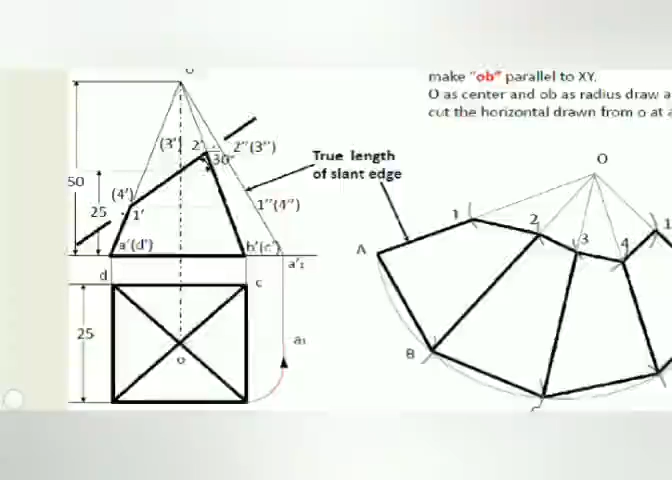 make "ob" parallel to XY.
O as center and ob as radius draw a
cut the horizontal drawn from o at a
50
25
(3')
2'
2''(3'')
30°
(4')
1'
1''(4'')
a'(d')
b'(c')
a'₁
True length
of slant edge
d
c
25
o
a₁
O
1
2
3
4
1
A
B